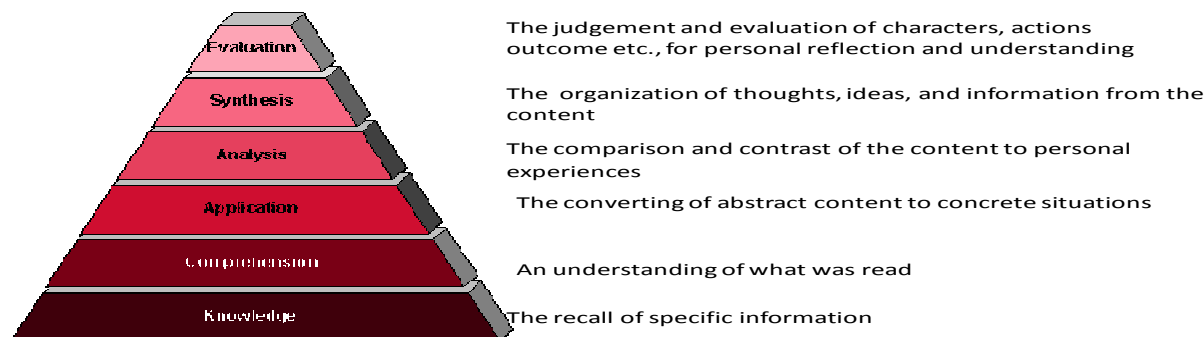 Evaluation
The judgement and evaluation of characters, actions
outcome etc., for personal reflection and understanding
Synthesis
The organization of thoughts, ideas, and information from the
content
Analysis
The comparison and contrast of the content to personal
experiences
Application
The converting of abstract content to concrete situations
Comprehension
An understanding of what was read
Knowledge
The recall of specific information